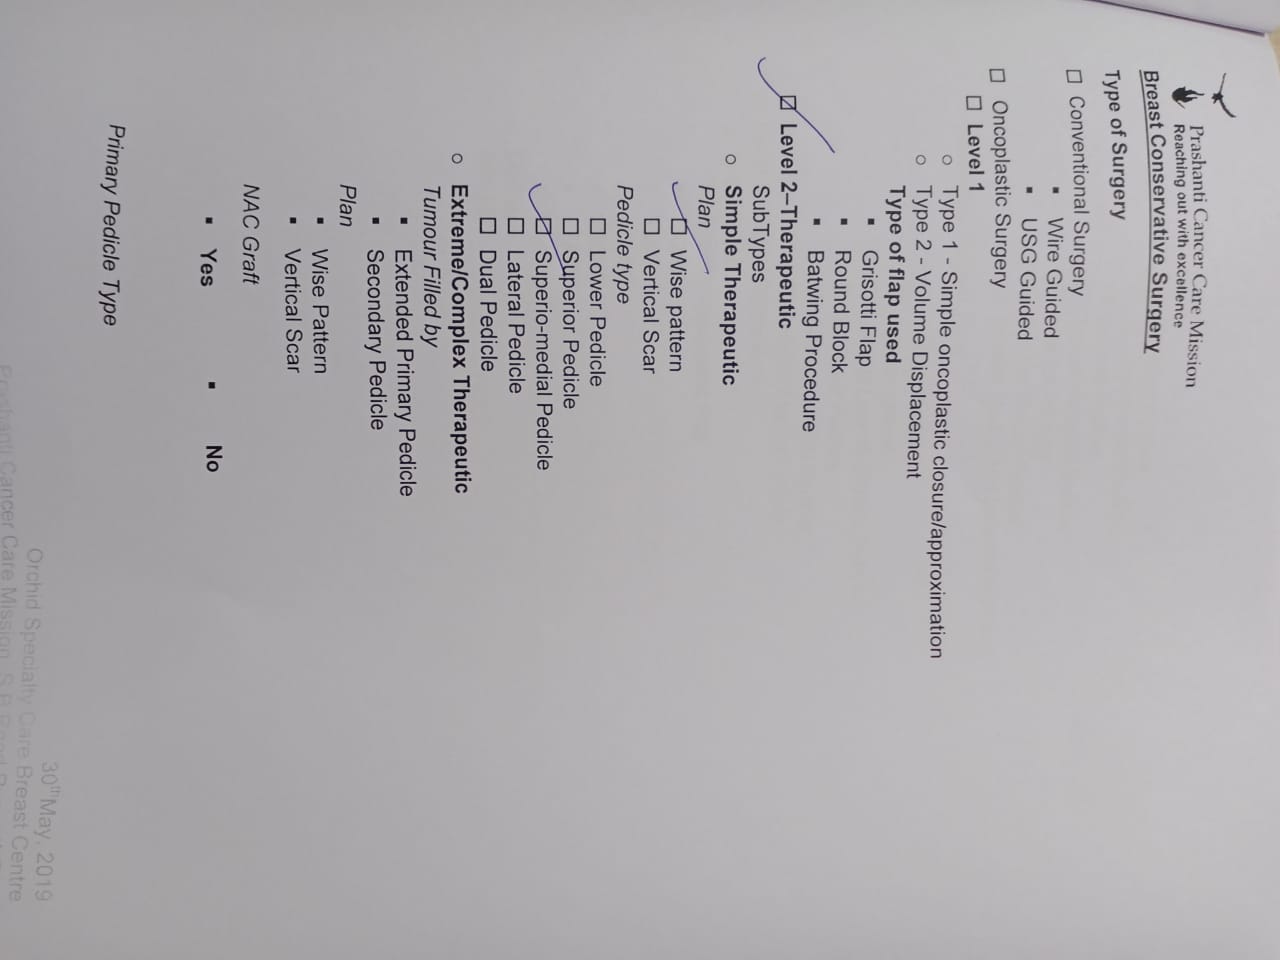 Prashanti Cancer Care Mission
Reaching out with excellence
Breast Conservative Surgery
Type of Surgery
☐ Conventional Surgery
▪ Wire Guided
▪ USG Guided
☐ Oncoplastic Surgery
☐ Level 1
○ Type 1 - Simple oncoplastic closure/approximation
○ Type 2 - Volume Displacement
Type of flap used
▪ Grisotti Flap
▪ Round Block
▪ Batwing Procedure
☑ Level 2–Therapeutic
SubTypes
○ Simple Therapeutic
Plan
☑ Wise pattern
☐ Vertical Scar
Pedicle type
☐ Lower Pedicle
☐ Superior Pedicle
☑ Superio-medial Pedicle
☐ Lateral Pedicle
☐ Dual Pedicle
○ Extreme/Complex Therapeutic
Tumour Filled by
▪ Extended Primary Pedicle
▪ Secondary Pedicle
Plan
▪ Wise Pattern
▪ Vertical Scar
NAC Graft
▪ Yes ▪ No
Primary Pedicle Type
30th May, 2019
Orchid Specialty Care Breast Centre
Prashanti Cancer Care Mission, S B Road